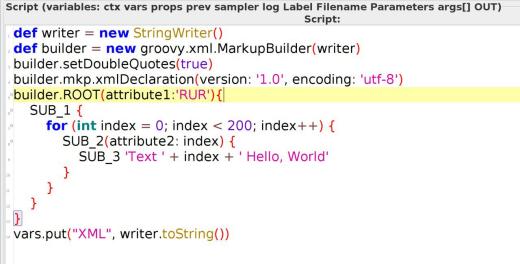 Script (variables: ctx vars props prev sampler log Label Filename Parameters args[] OUT)
Script:
def writer = new StringWriter()
def builder = new groovy.xml.MarkupBuilder(writer)
builder.setDoubleQuotes(true)
builder.mkp.xmlDeclaration(version: '1.0', encoding: 'utf-8')
builder.ROOT(attribute1:'RUR'){
SUB_1 {
for (int index = 0; index < 200; index++) {
SUB_2(attribute2: index) {
SUB_3 'Text ' + index + ' Hello, World'
}
}
}
}
vars.put("XML", writer.toString())